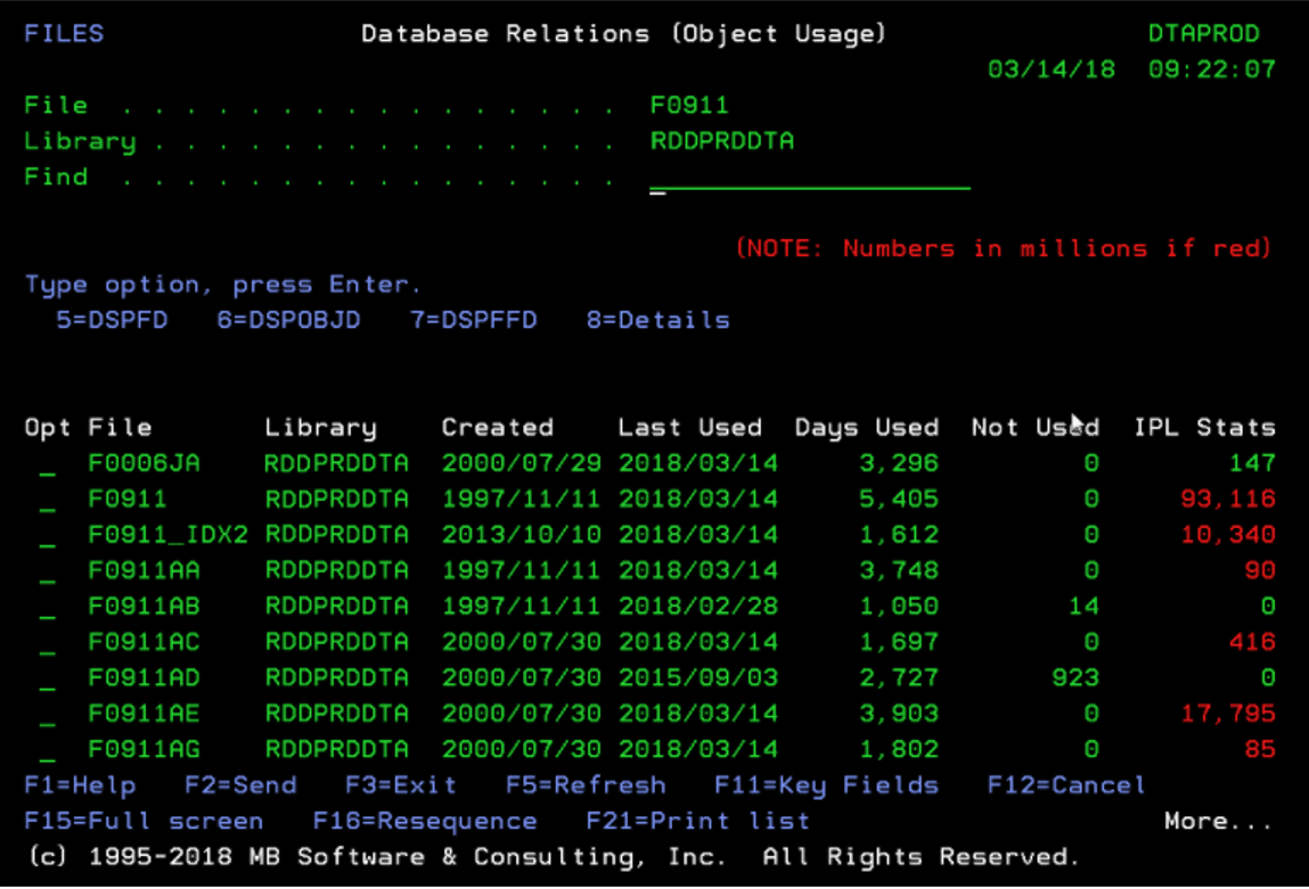 FILES Database Relations (Object Usage) DTAPROD
03/14/18 09:22:07
File . . . . . . . . . . . . . . . . F0911
Library . . . . . . . . . . . . . . . RDDPRDDTA
Find . . . . . . . . . . . . . . . . _
(NOTE: Numbers in millions if red)
Type option, press Enter.
5=DSPFD 6=DSPOBJD 7=DSPFFD 8=Details
Opt File Library Created Last Used Days Used Not Used IPL Stats
_ F0006JA RDDPRDDTA 2000/07/29 2018/03/14 3,296 0 147
_ F0911 RDDPRDDTA 1997/11/11 2018/03/14 5,405 0 93,116
_ F0911_IDX2 RDDPRDDTA 2013/10/10 2018/03/14 1,612 0 10,340
_ F0911AA RDDPRDDTA 1997/11/11 2018/03/14 3,748 0 90
_ F0911AB RDDPRDDTA 1997/11/11 2018/02/28 1,050 14 0
_ F0911AC RDDPRDDTA 2000/07/30 2018/03/14 1,697 0 416
_ F0911AD RDDPRDDTA 2000/07/30 2015/09/03 2,727 923 0
_ F0911AE RDDPRDDTA 2000/07/30 2018/03/14 3,903 0 17,795
_ F0911AG RDDPRDDTA 2000/07/30 2018/03/14 1,802 0 85
F1=Help F2=Send F3=Exit F5=Refresh F11=Key Fields F12=Cancel
F15=Full screen F16=Resequence F21=Print list More...
(c) 1995-2018 MB Software & Consulting, Inc. All Rights Reserved.